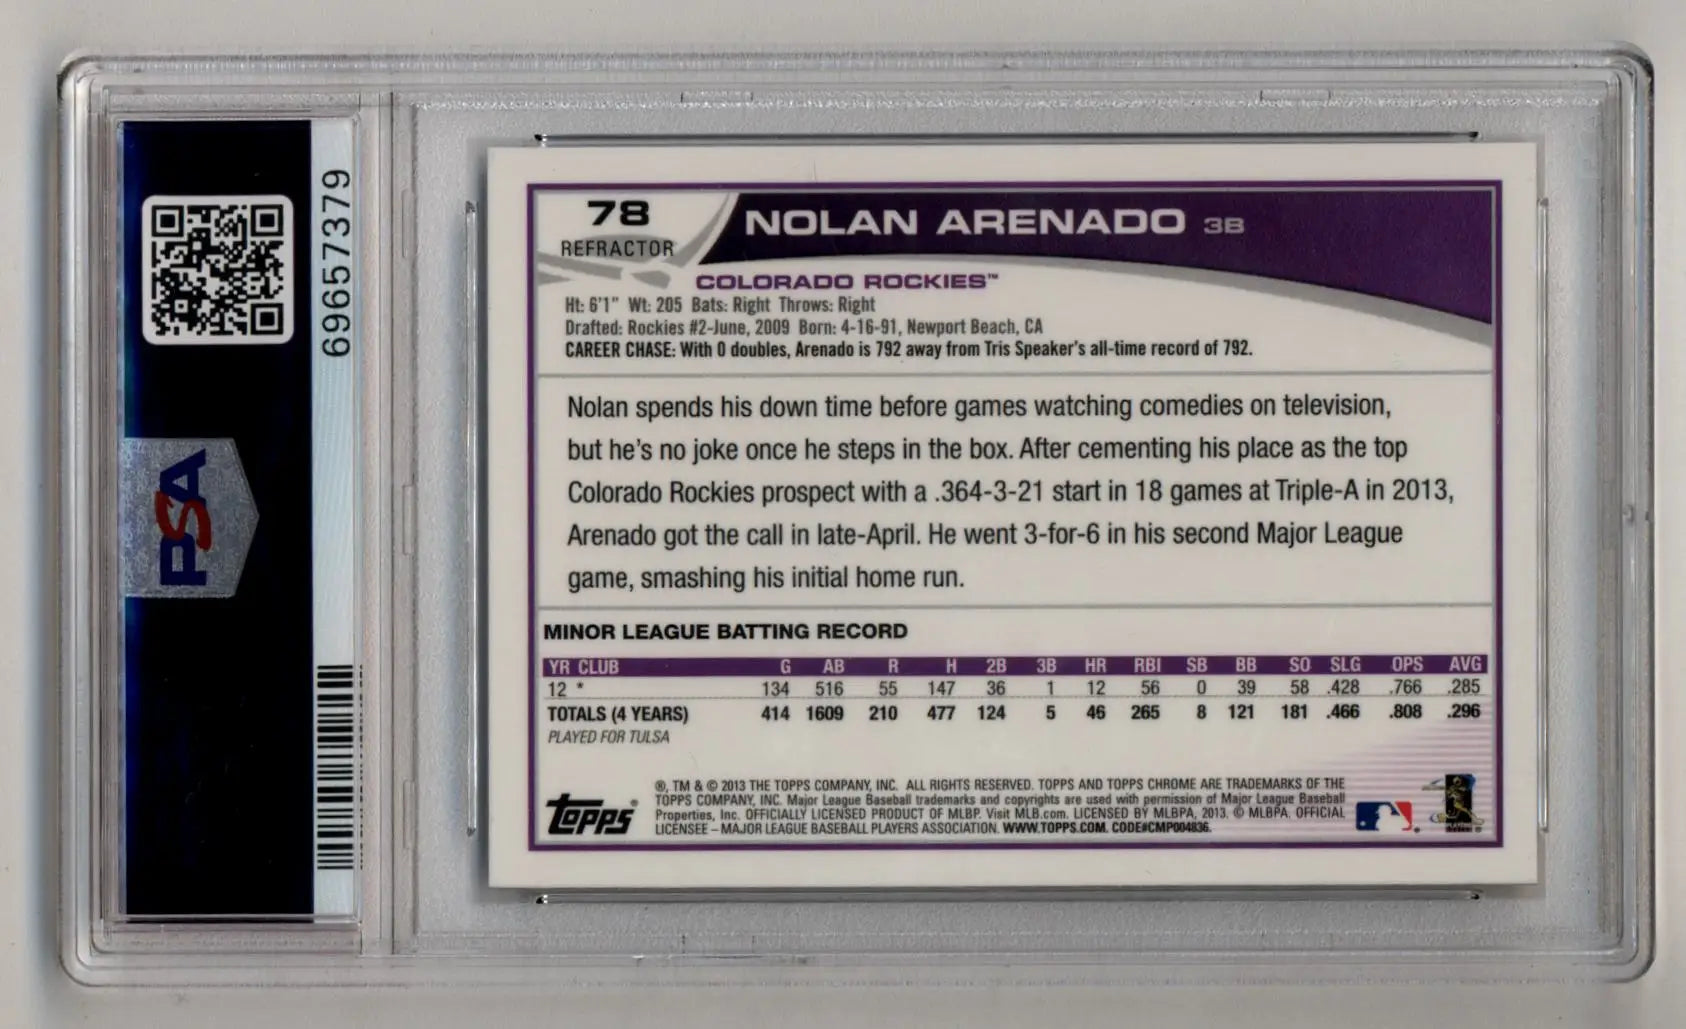 69657379
PSA
78
REFRACTOR
NOLAN ARENADO 3B
COLORADO ROCKIES™
Ht: 6'1" Wt: 205 Bats: Right Throws: Right
Drafted: Rockies #2-June, 2009 Born: 4-16-91, Newport Beach, CA
CAREER CHASE: With 0 doubles, Arenado is 792 away from Tris Speaker's all-time record of 792.
Nolan spends his down time before games watching comedies on television,
but he's no joke once he steps in the box. After cementing his place as the top
Colorado Rockies prospect with a .364-3-21 start in 18 games at Triple-A in 2013,
Arenado got the call in late-April. He went 3-for-6 in his second Major League
game, smashing his initial home run.
MINOR LEAGUE BATTING RECORD
YR CLUB G AB R H 2B 3B HR RBI SB BB SO SLG OPS AVG
12 * 134 516 55 147 36 1 12 56 0 39 58 .428 .766 .285
TOTALS (4 YEARS) 414 1609 210 477 124 5 46 265 8 121 181 .466 .808 .296
PLAYED FOR TULSA
Topps®
®, TM & © 2013 THE TOPPS COMPANY, INC. ALL RIGHTS RESERVED. TOPPS AND TOPPS CHROME ARE TRADEMARKS OF THE
TOPPS COMPANY, INC. Major League Baseball trademarks and copyrights are used with permission of Major League Baseball
Properties, Inc. OFFICIALLY LICENSED PRODUCT OF MLBP. Visit MLB.com. LICENSED BY MLBPA, 2013. © MLBPA. OFFICIAL
LICENSEE – MAJOR LEAGUE BASEBALL PLAYERS ASSOCIATION. WWW.TOPPS.COM. CODE#CMP004836.